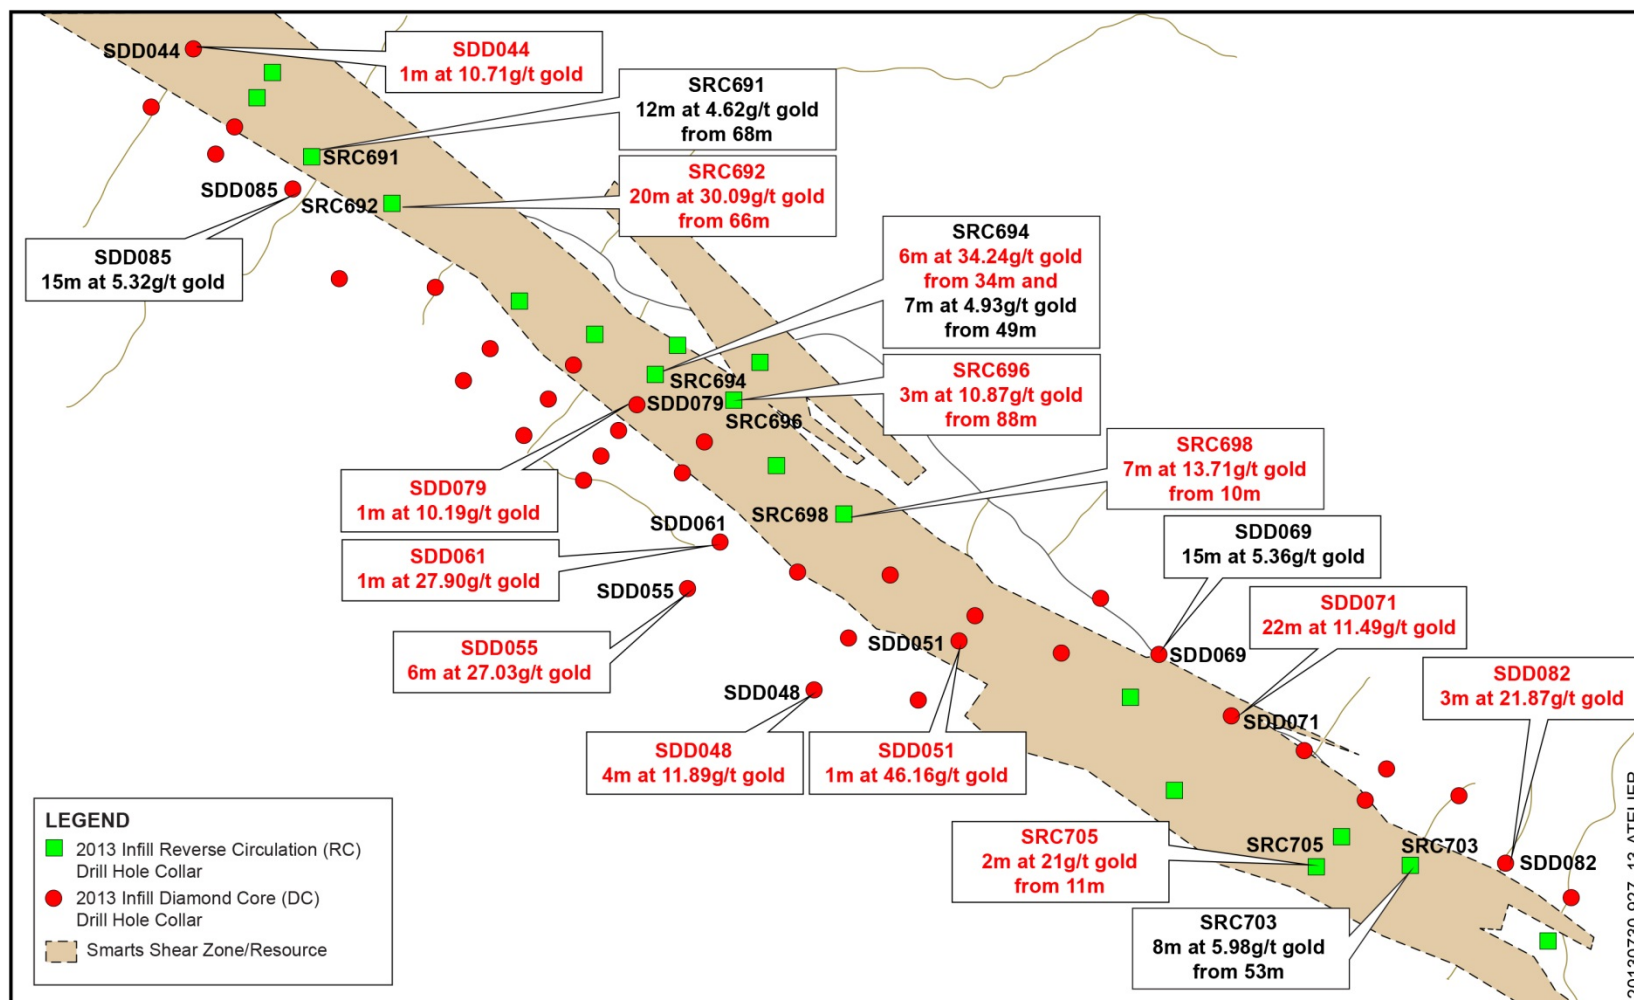 SDD044
SDD044
1m at 10.71g/t gold
SRC691
12m at 4.62g/t gold
from 68m
SRC691
SRC692
20m at 30.09g/t gold
from 66m
SDD085
SRC692
SDD085
15m at 5.32g/t gold
SRC694
6m at 34.24g/t gold
from 34m and
7m at 4.93g/t gold
from 49m
SRC694
SDD079
SRC696
SRC696
3m at 10.87g/t gold
from 88m
SRC698
7m at 13.71g/t gold
from 10m
SDD079
1m at 10.19g/t gold
SRC698
SDD061
SDD061
1m at 27.90g/t gold
SDD069
15m at 5.36g/t gold
SDD055
SDD071
22m at 11.49g/t gold
SDD055
6m at 27.03g/t gold
SDD051
SDD069
SDD048
SDD082
3m at 21.87g/t gold
SDD071
SDD048
4m at 11.89g/t gold
SDD051
1m at 46.16g/t gold
SRC705
2m at 21g/t gold
from 11m
SRC705
SRC703
SDD082
SRC703
8m at 5.98g/t gold
from 53m
LEGEND
2013 Infill Reverse Circulation (RC)
Drill Hole Collar
2013 Infill Diamond Core (DC)
Drill Hole Collar
Smarts Shear Zone/Resource
20130730_927_13 ATELIER